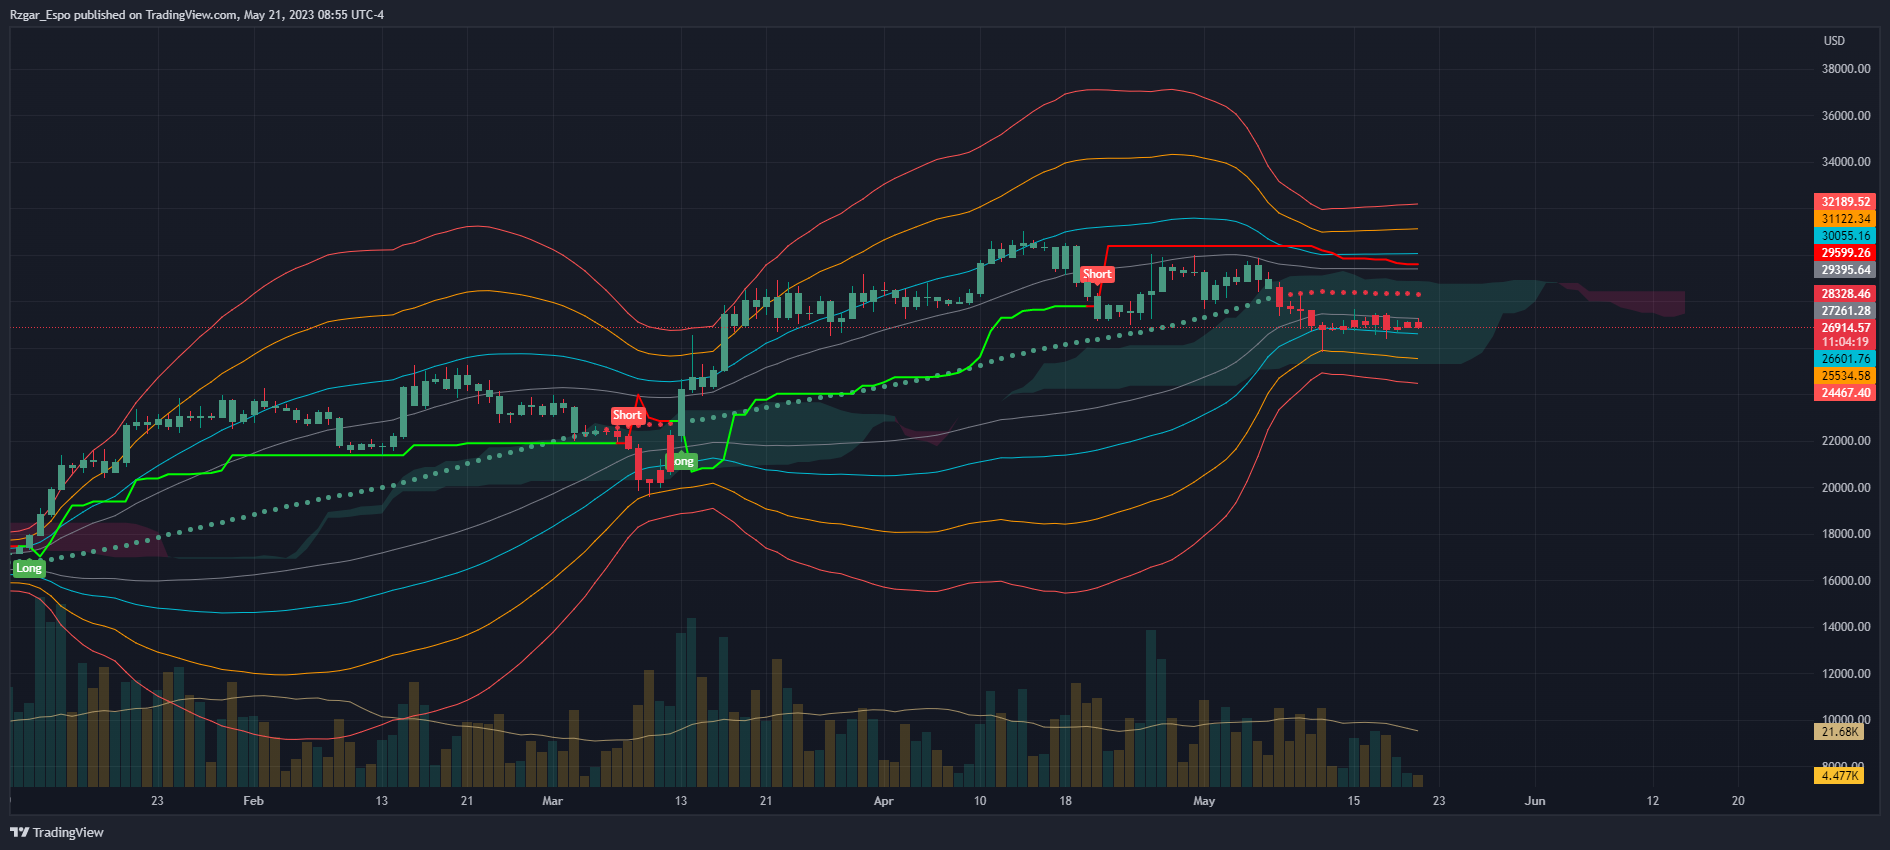 Rzgar_Espo published on TradingView.com, May 21, 2023 08:55 UTC-4
USD
38000.00
36000.00
34000.00
32189.52
31122.34
30055.16
29599.26
29395.64
28328.46
27261.28
26914.57
11:04:19
26601.76
25534.58
24467.40
22000.00
20000.00
18000.00
16000.00
14000.00
12000.00
10000.00
21.68K
8000.00
4.477K
Short
Short
Long
Long
23 Feb 13 21 Mar 13 21 Apr 10 18 May 15 23 Jun 12 20
TradingView